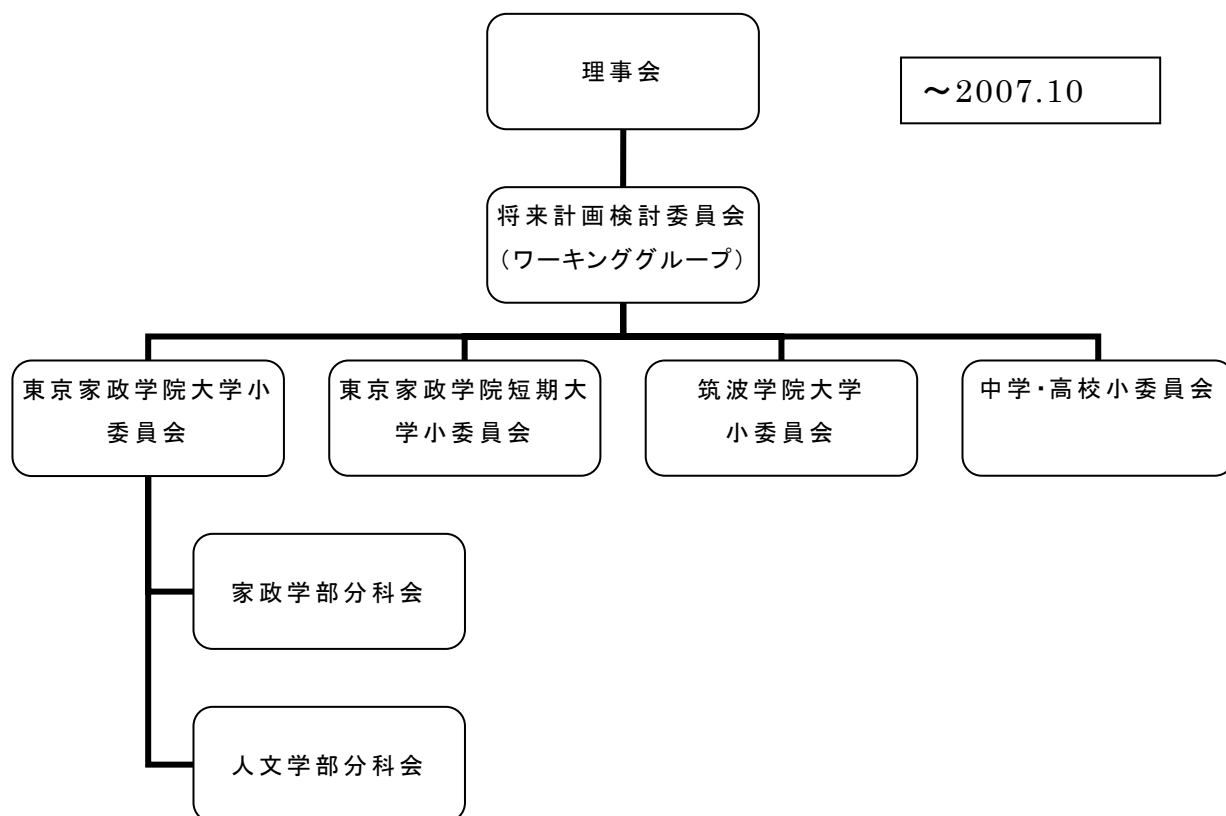 理事会
～2007.10
将来計画検討委員会
（ワーキンググループ）
東京家政学院大学小
委員会
東京家政学院短期大
学小委員会
筑波学院大学
小委員会
中学・高校小委員会
家政学部分科会
人文学部分科会